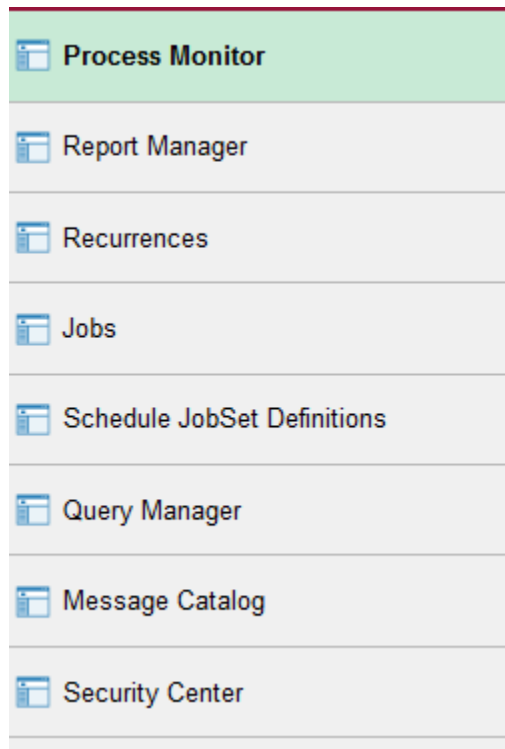 Process Monitor
Report Manager
Recurrences
Jobs
Schedule JobSet Definitions
Query Manager
Message Catalog
Security Center